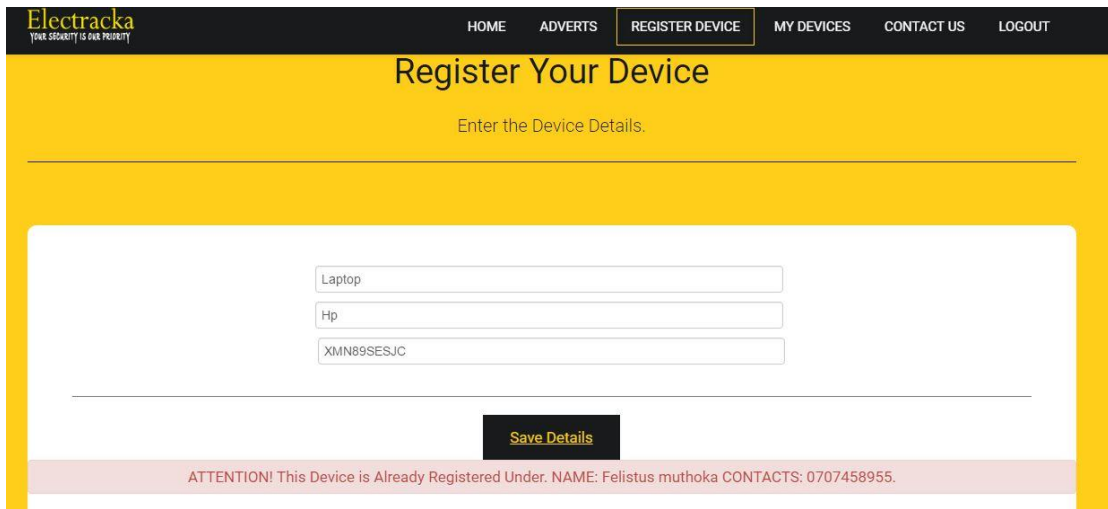 Electracka
YOUR SECURITY IS OUR PRIORITY
HOME ADVERTS REGISTER DEVICE MY DEVICES CONTACT US LOGOUT
Register Your Device
Enter the Device Details.
Laptop
Hp
XMN89SESJC
Save Details
ATTENTION! This Device is Already Registered Under. NAME: Felistus muthoka CONTACTS: 0707458955.